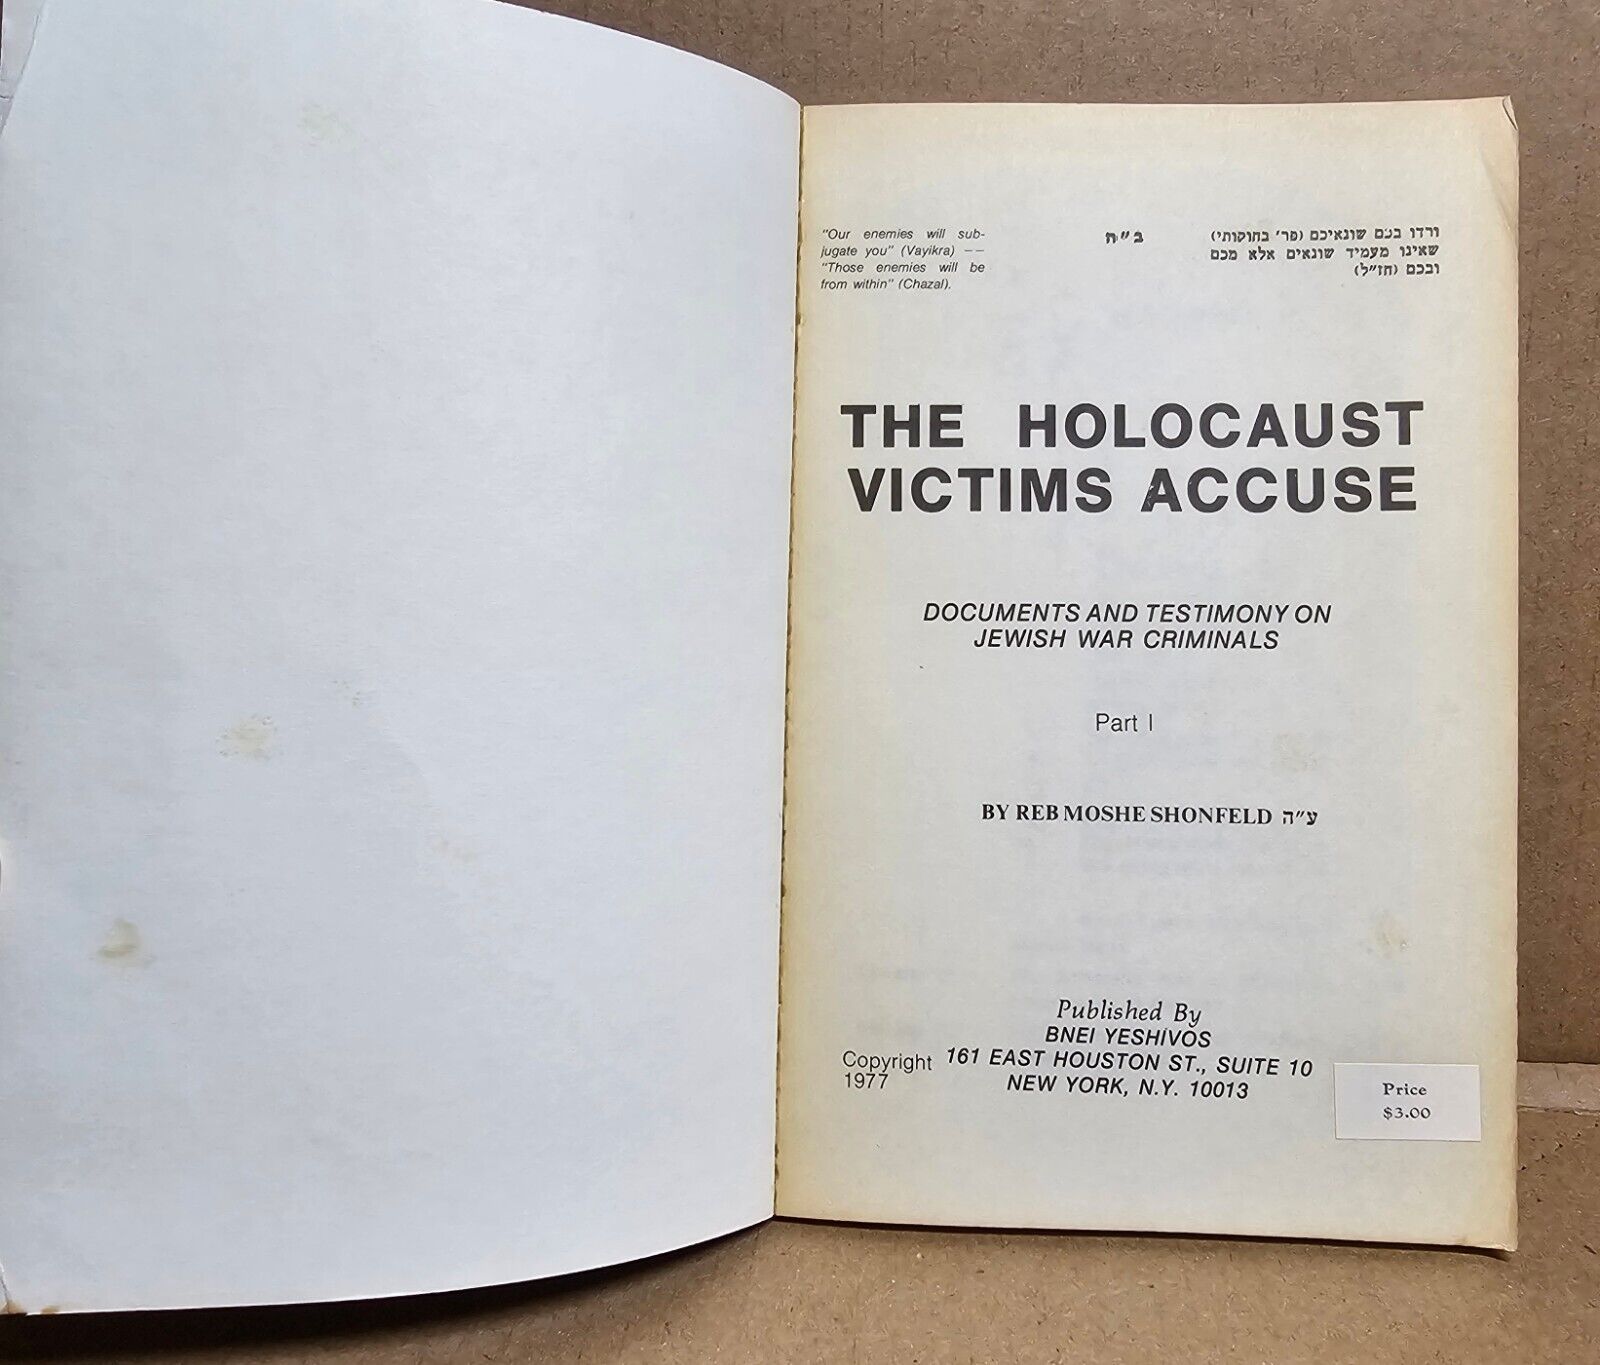 "Our enemies will sub-
jugate you" (Vayikra) ——
"Those enemies will be
from within" (Chazal).
ב"ה
ורדו בכם שונאיכם (פר' בחוקותי)
שאינו מעמיד שונאים אלא מכם
ובכם (חז"ל)
THE HOLOCAUST
VICTIMS ACCUSE
DOCUMENTS AND TESTIMONY ON
JEWISH WAR CRIMINALS
Part I
BY REB MOSHE SHONFELD ע"ה
Published By
BNEI YESHIVOS
161 EAST HOUSTON ST., SUITE 10
NEW YORK, N.Y. 10013
Copyright
1977
Price
$3.00